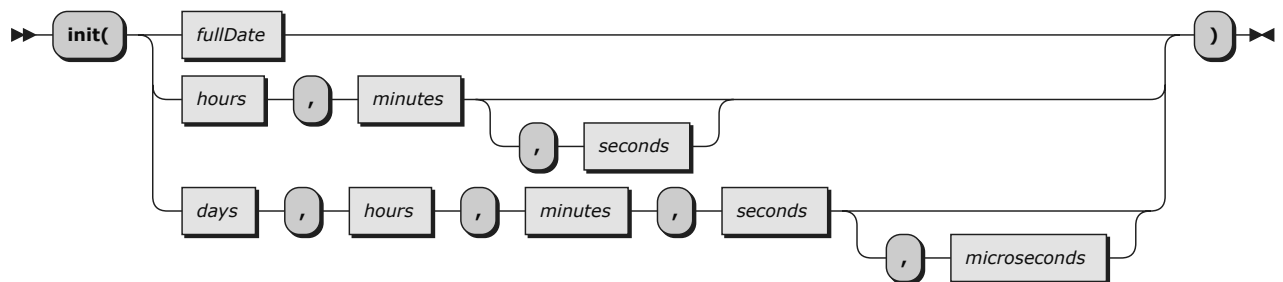 init( fullDate )
hours , minutes
, seconds
days , hours , minutes , seconds
, microseconds